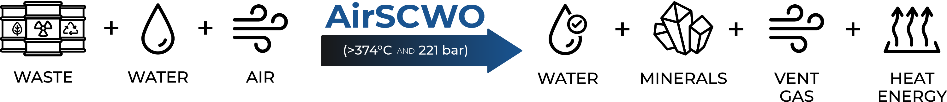 AirSCWO
(>374°C AND 221 bar)
WASTE + WATER + AIR
WATER + MINERALS + VENT GAS + HEAT ENERGY